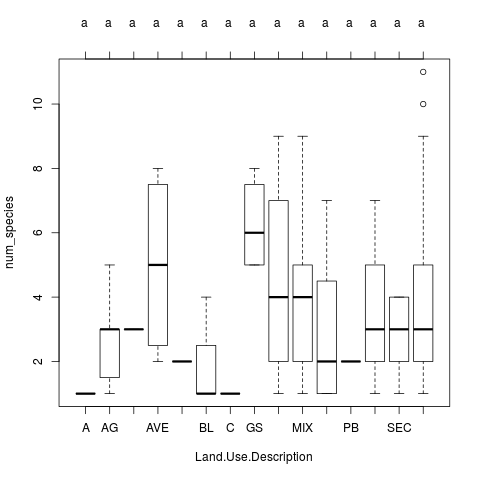 a a a a a a a a a a a a a a a
10
8
6
4
2
num_species
A AG AVE BL C GS MIX PB SEC
Land.Use.Description